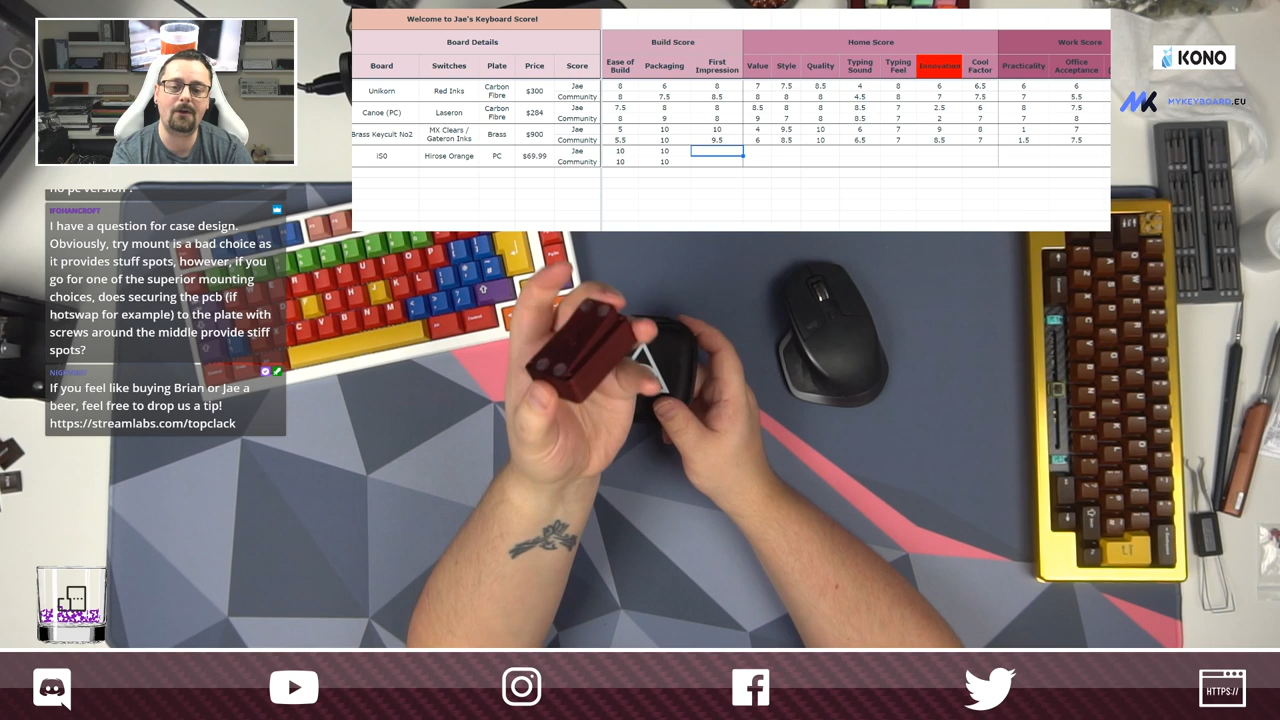 Welcome to Jae's Keyboard Score!
Board Details
Build Score
Home Score
Work Score
Board Switches Plate Price Score Ease of Build Packaging First Impression Value Style Quality Typing Sound Typing Feel Innovation Cool Factor Practicality Office Acceptance
Unikorn Red Inks Carbon Fibre $300 Jae 8 6 8 7 7.5 8.5 4 8 6 6.5 6 6
Community 8 7.5 8.5 6 8 8 4.5 8 7 7.5 7 5.5
Canoe (PC) Laseron Carbon Fibre $284 Jae 7.5 8 8 8.5 8 8 8.5 7 2.5 6 8 7.5
Community 8 9 8 9 7 8 8.5 7 2 7 7 8
Brass Keycult No2 MX Clears / Gateron Inks Brass $900 Jae 5 10 10 4 9.5 10 6 7 9 8 1 7
Community 5.5 10 9.5 6 8.5 10 6.5 7 8.5 7 1.5 7.5
iS0 Hirose Orange PC $69.99 Jae 10 10
Community 10 10
KONO
MK MYKEYBOARD.EU
no pc version ?
I have a question for case design.
Obviously, try mount is a bad choice as
it provides stuff spots, however, if you
go for one of the superior mounting
choices, does securing the pcb (if
hotswap for example) to the plate with
screws around the middle provide stiff
spots?
If you feel like buying Brian or Jae a
beer, feel free to drop us a tip!
https://streamlabs.com/topclack
HTTPS://